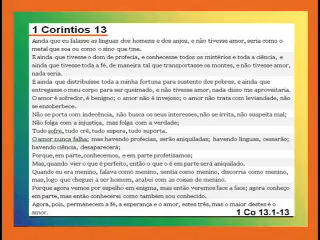 1 Corintios 13
Ainda que eu falasse as línguas dos homens e dos anjos, e não tivesse amor, seria como o
metal que soa ou como o sino que tine.
E ainda que tivesse o dom de profecia, e conhecesse todos os mistérios e toda a ciência, e
ainda que tivesse toda a fé, de maneira tal que transportasse os montes, e não tivesse amor,
nada seria.
E ainda que distribuísse toda a minha fortuna para sustento dos pobres, e ainda que
entregasse o meu corpo para ser queimado, e não tivesse amor, nada disso me aproveitaria.
O amor é sofredor, é benigno; o amor não é invejoso; o amor não trata com leviandade, não
se ensoberbece.
Não se porta com indecência, não busca os seus interesses, não se irrita, não suspeita mal;
Não folga com a injustiça, mas folga com a verdade;
Tudo sofre, tudo crê, tudo espera, tudo suporta.
O amor nunca falha; mas havendo profecias, serão aniquiladas; havendo línguas, cessarão;
havendo ciência, desaparecerá;
Porque, em parte, conhecemos, e em parte profetizamos;
Mas, quando vier o que é perfeito, então o que o é em parte será aniquilado.
Quando eu era menino, falava como menino, sentia como menino, discorria como menino,
mas, logo que cheguei a ser homem, acabei com as coisas de menino.
Porque agora vemos por espelho em enigma, mas então veremos face a face; agora conheço
em parte, mas então conhecerei como também sou conhecido.
Agora, pois, permanecem a fé, a esperança e o amor, estes três, mas o maior destes é o
amor.
1 Co 13.1-13